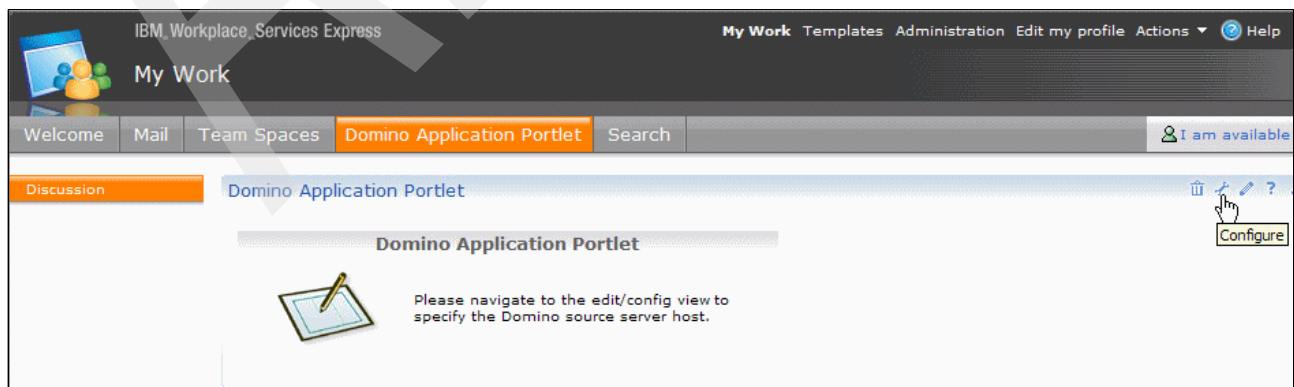 IBM Workplace Services Express
My Work Templates Administration Edit my profile Actions Help
My Work
Welcome Mail Team Spaces Domino Application Portlet Search
I am available
Discussion
Domino Application Portlet
?
Configure
Domino Application Portlet
Please navigate to the edit/config view to
specify the Domino source server host.